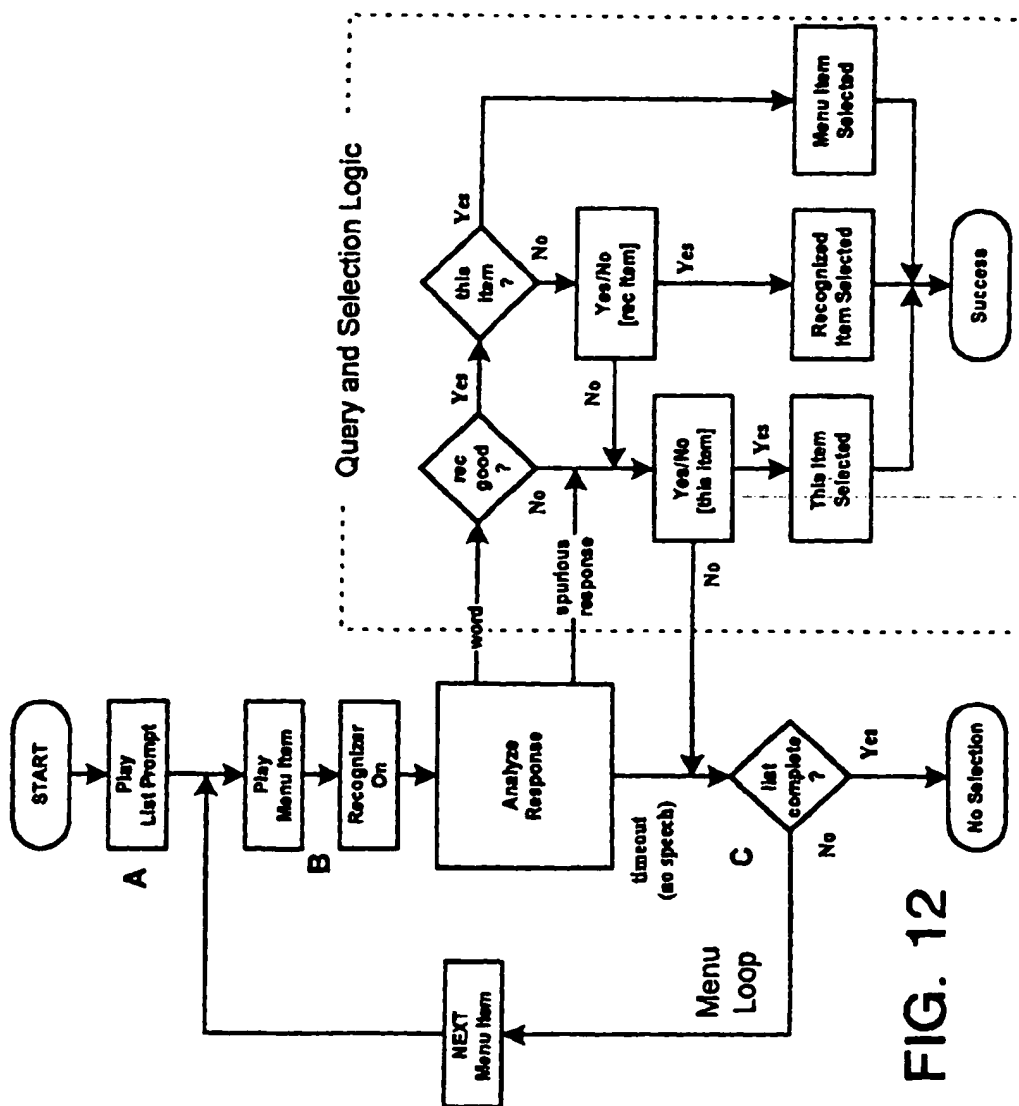 START
Play
List Prompt
A
Play
Menu Item
B
Recognizer
On
Analyze
Response
timeout
(no speech)
C
list
complete
?
No
Yes
No Selection
NEXT
Menu Item
Menu
Loop
Query and Selection Logic
word
spurious
response
rec
good
?
Yes
No
this
item
?
Yes
No
Yes/No
[rec item]
No
Yes
Yes/No
[this item]
No
Yes
This Item
Selected
Recognized
Item Selected
Menu Item
Selected
Success
FIG. 12